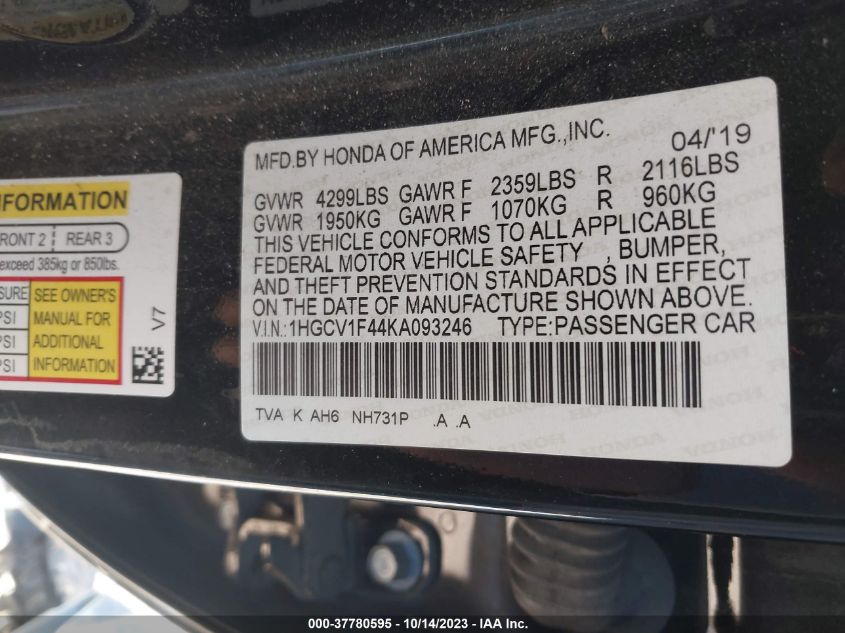 MFD.BY HONDA OF AMERICA MFG.,INC. 04/'19
GVWR 4299LBS GAWR F 2359LBS R 2116LBS
GVWR 1950KG GAWR F 1070KG R 960KG
THIS VEHICLE CONFORMS TO ALL APPLICABLE
FEDERAL MOTOR VEHICLE SAFETY , BUMPER,
AND THEFT PREVENTION STANDARDS IN EFFECT
ON THE DATE OF MANUFACTURE SHOWN ABOVE.
V.I.N.:1HGCV1F44KA093246 TYPE:PASSENGER CAR
TVA K AH6 NH731P .A .A
NFORMATION
FRONT 2 REAR 3
exceed 385kg or 850lbs.
SURE SEE OWNER'S
PSI MANUAL FOR
PSI ADDITIONAL
PSI INFORMATION
V7
000-37780595 - 10/14/2023 - IAA Inc.